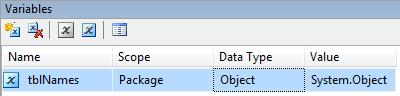 Variables
Name Scope Data Type Value
tblNames Package Object System.Object